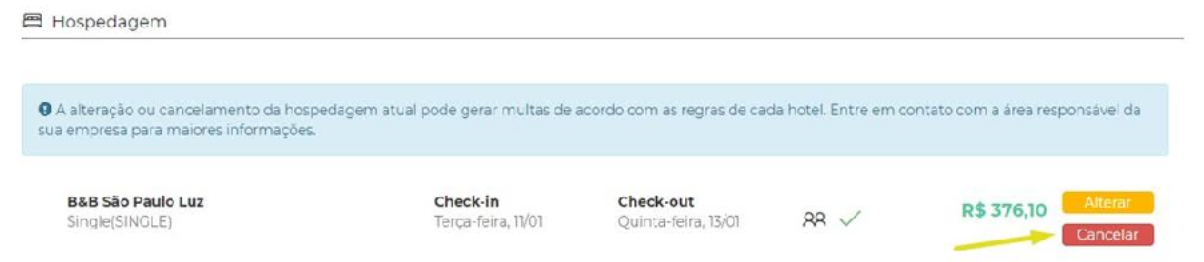 Hospedagem
A alteração ou cancelamento da hospedagem atual pode gerar multas de acordo com as regras de cada hotel. Entre em contato com a área responsável da
sua empresa para maiores informações.
B&B São Paulo Luz
Single(SINGLE)
Check-in
Terça-feira, 11/01
Check-out
Quinta-feira, 13/01
R$ 376,10
Alterar
Cancelar